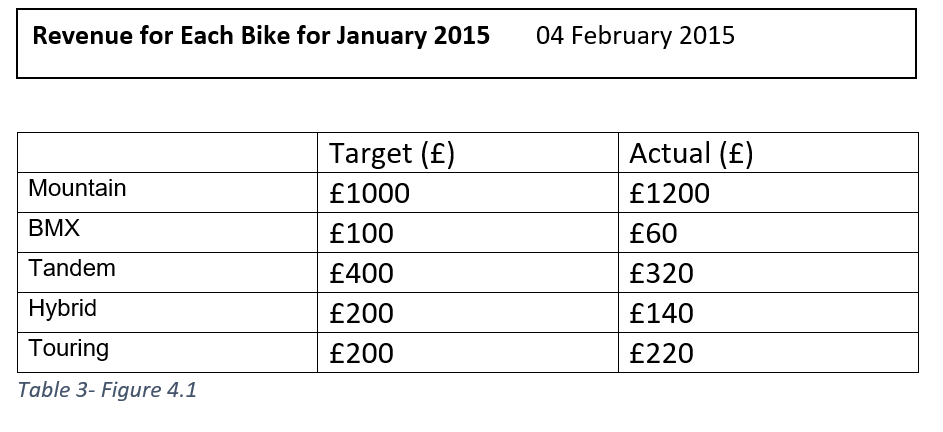 Revenue for Each Bike for January 2015 04 February 2015
Target (£) Actual (£)
Mountain £1000 £1200
BMX £100 £60
Tandem £400 £320
Hybrid £200 £140
Touring £200 £220
Table 3- Figure 4.1